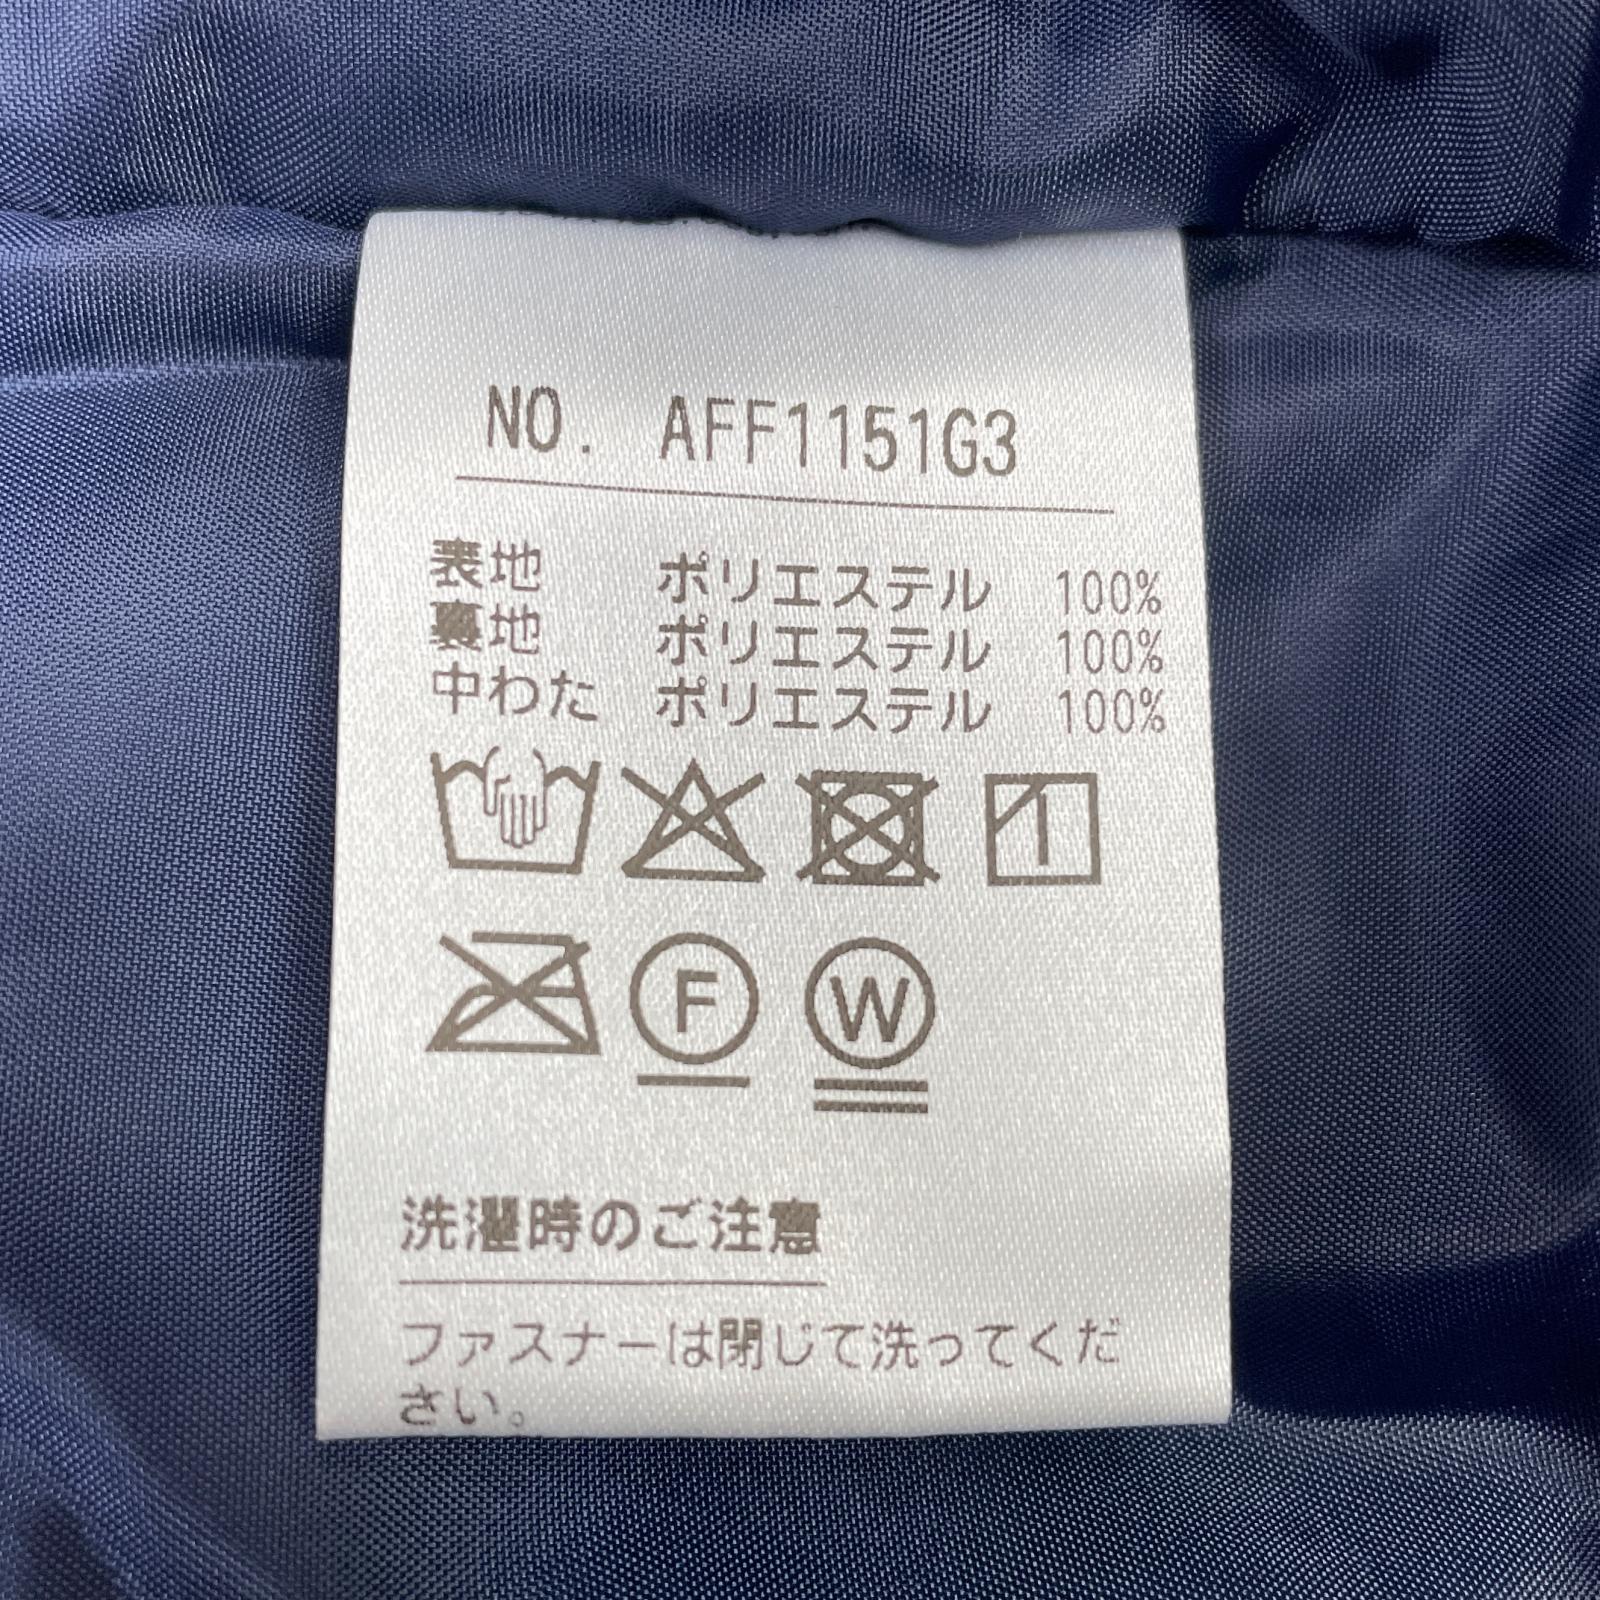 NO. AFF1151G3
表地 ポリエステル 100%
裏地 ポリエステル 100%
中わた ポリエステル 100%
F W
洗濯時のご注意
ファスナーは閉じて洗ってくだ
さい。